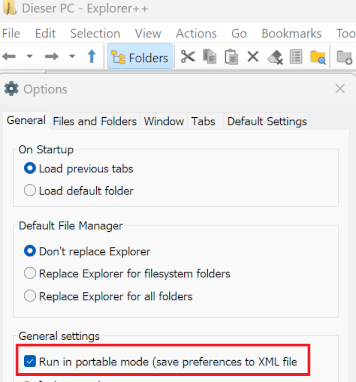 Dieser PC - Explorer++
File Edit Selection View Actions Go Bookmarks Too
Folders
Options
General Files and Folders Window Tabs Default Settings
On Startup
Load previous tabs
Load default folder
Default File Manager
Don't replace Explorer
Replace Explorer for filesystem folders
Replace Explorer for all folders
General settings
Run in portable mode (save preferences to XML file